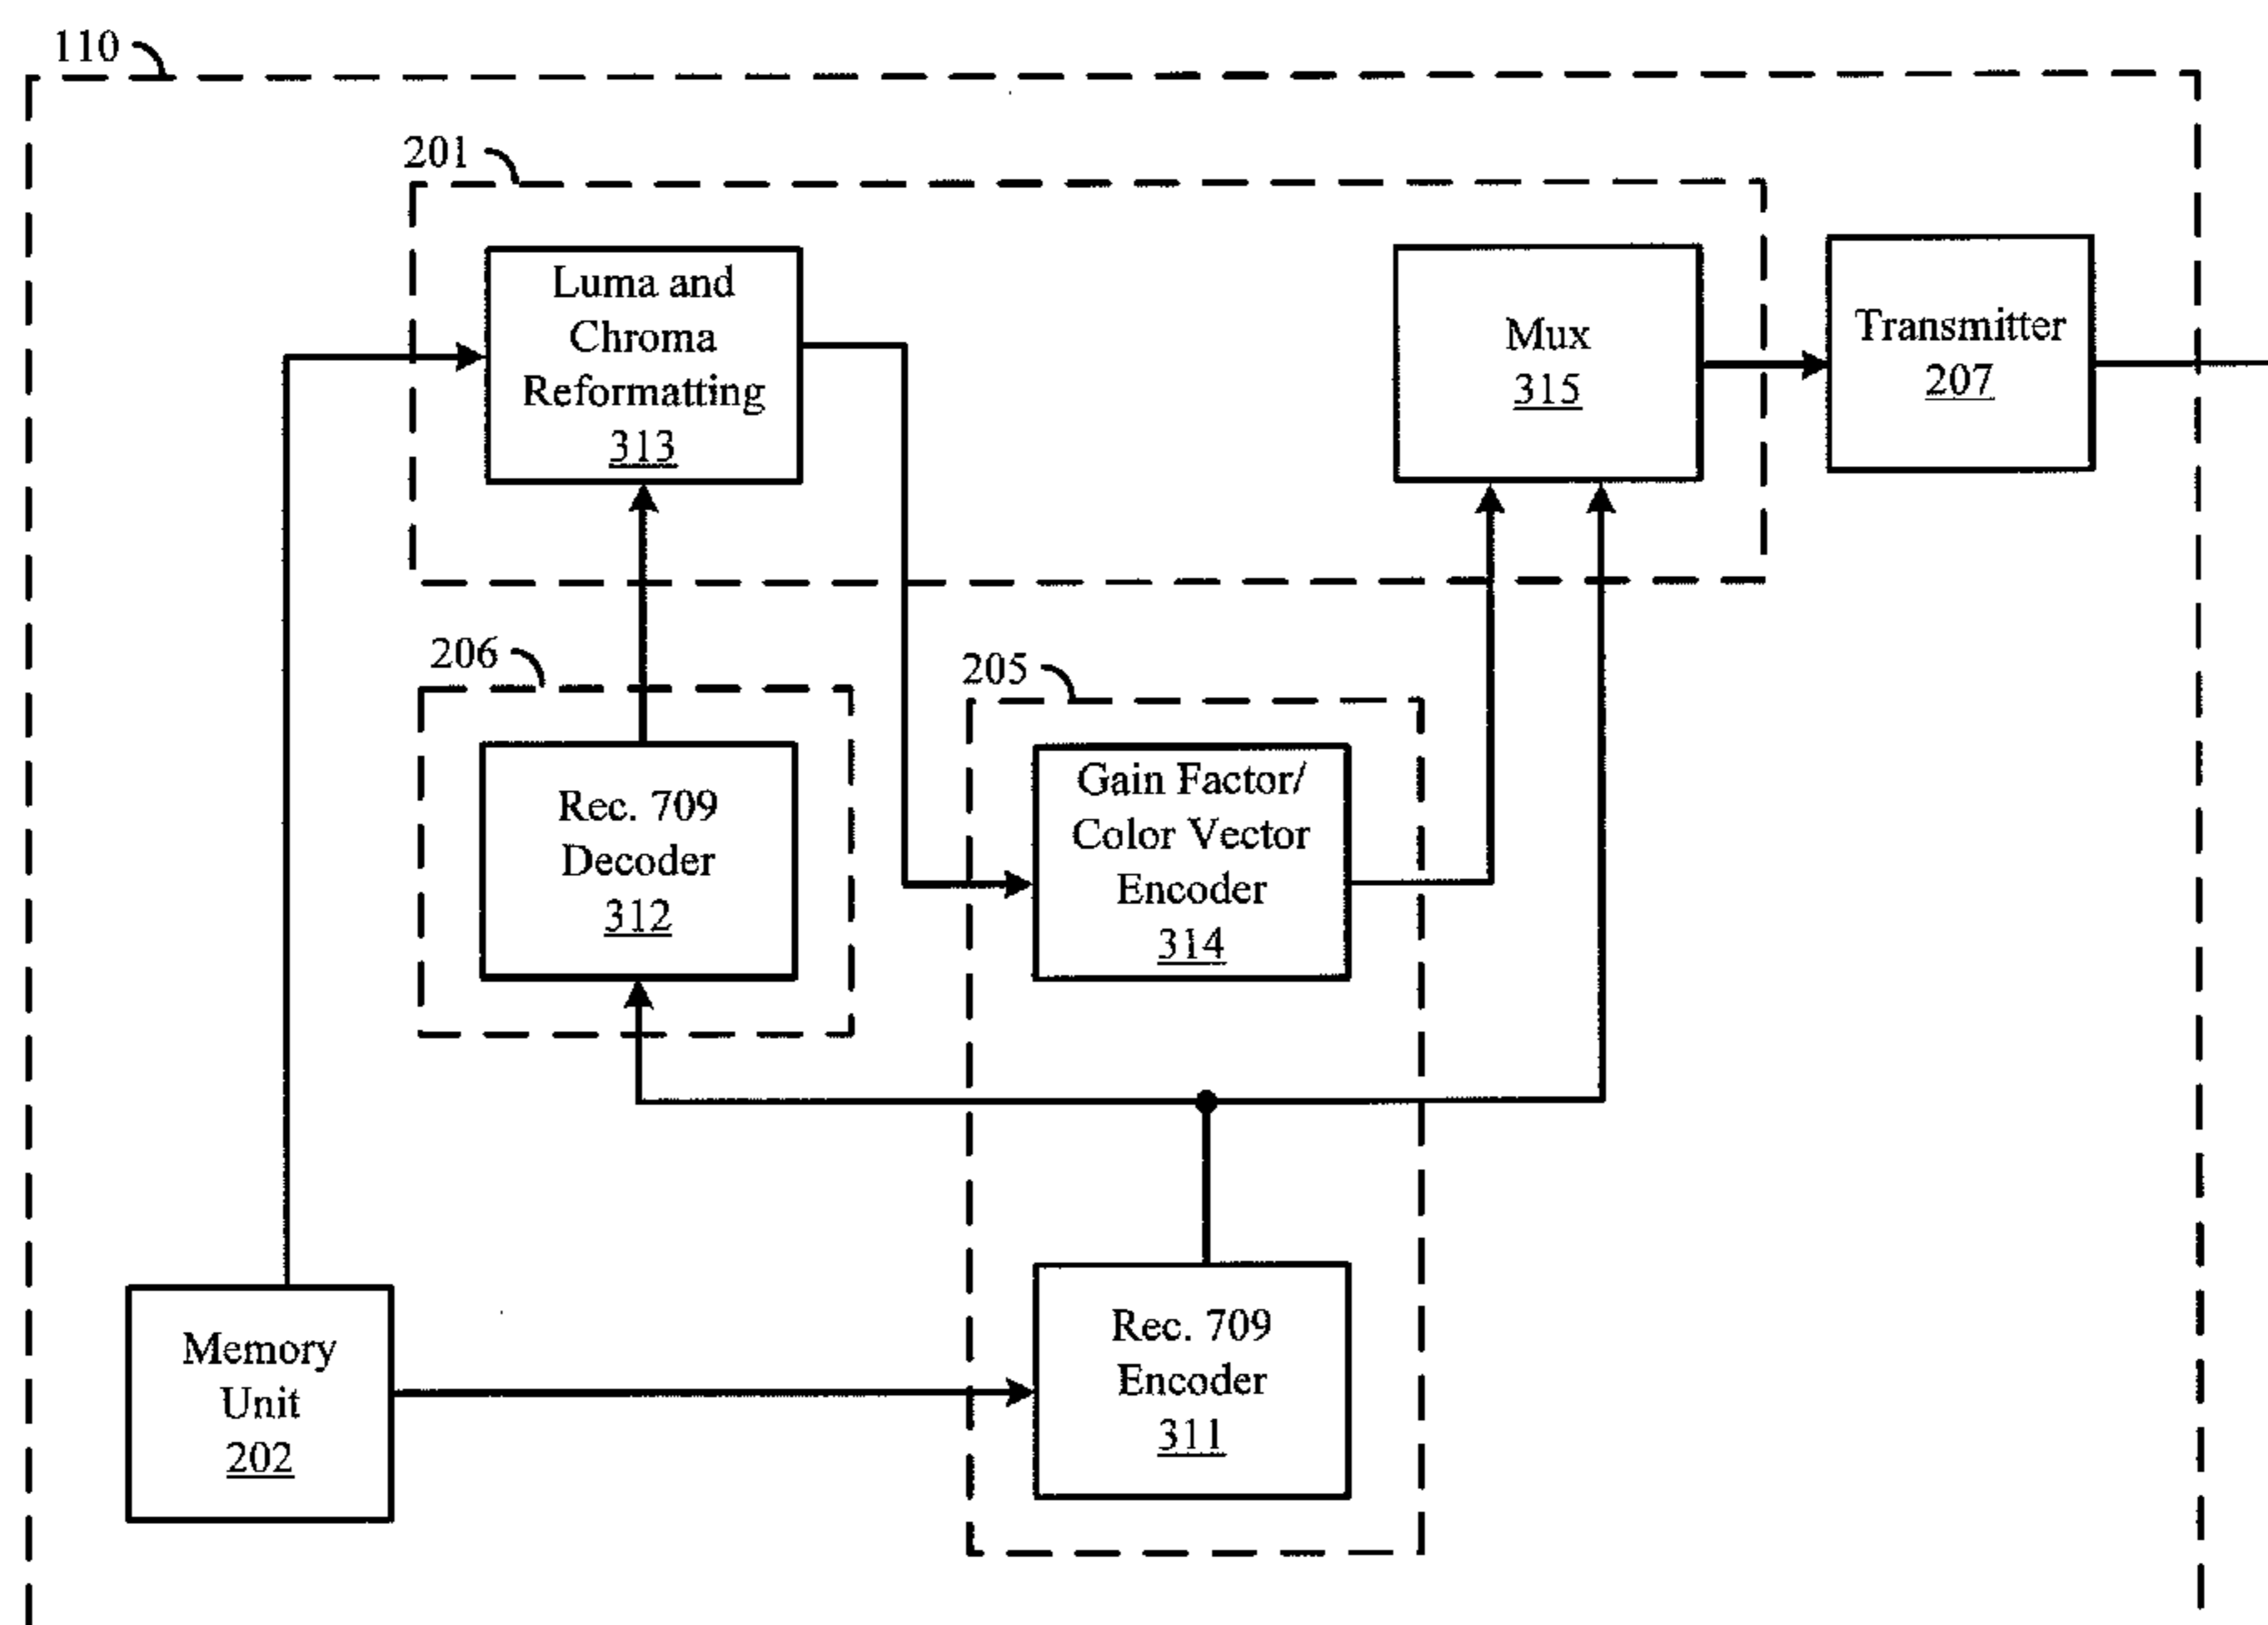 110
201
Luma and
Chroma
Reformatting
313
Mux
315
Transmitter
207
206
205
Rec. 709
Decoder
312
Gain Factor/
Color Vector
Encoder
314
Memory
Unit
202
Rec. 709
Encoder
311